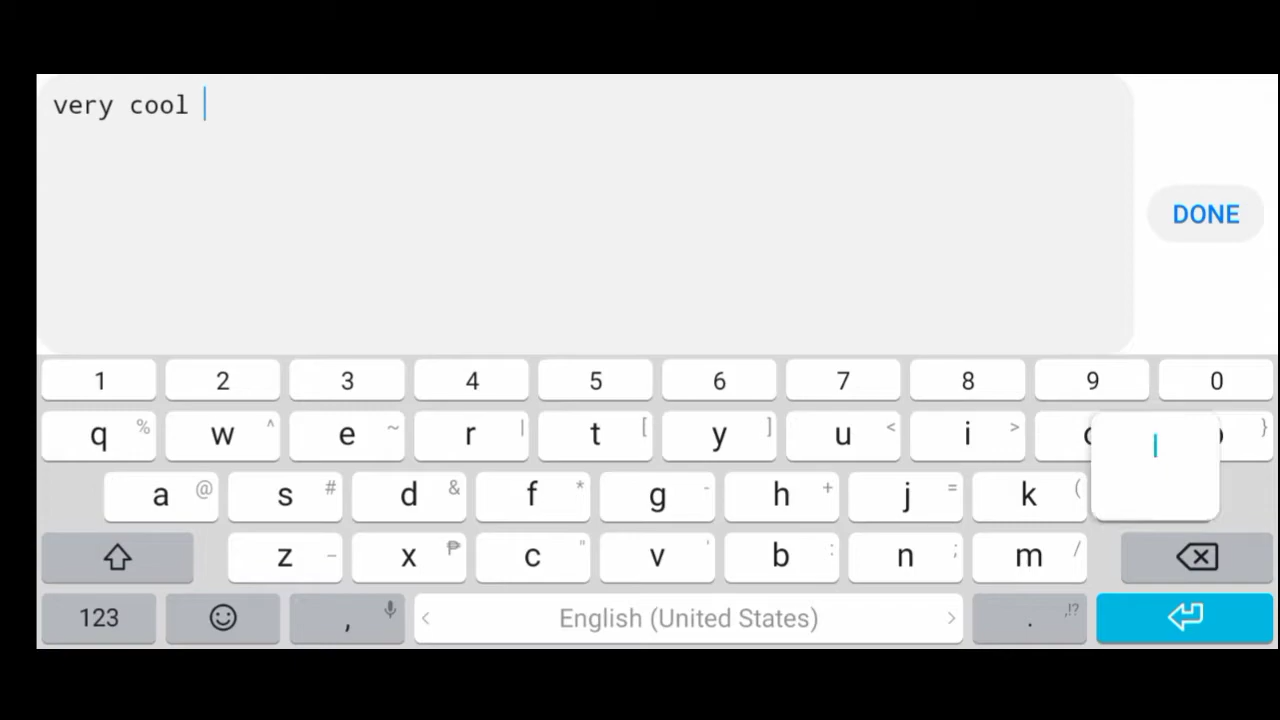 very cool
DONE
1 2 3 4 5 6 7 8 9 0
q % w ^ e ~ r | t [ y ] u < i > }
a @ s # d & f * g - h + j = k ( l
z _ x ₱ c " v ' b : n ; m /
123 , < English (United States) > . ,!?